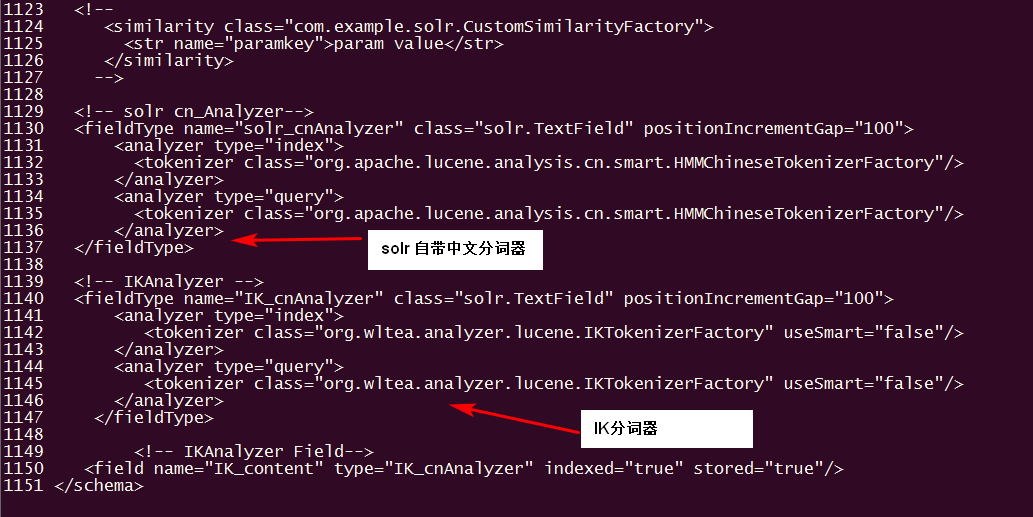 1123 <!--
1124 <similarity class="com.example.solr.CustomSimilarityFactory">
1125 <str name="paramkey">param value</str>
1126 </similarity>
1127 -->
1128
1129 <!-- solr cn_Analyzer-->
1130 <fieldType name="solr_cnAnalyzer" class="solr.TextField" positionIncrementGap="100">
1131 <analyzer type="index">
1132 <tokenizer class="org.apache.lucene.analysis.cn.smart.HMMChineseTokenizerFactory"/>
1133 </analyzer>
1134 <analyzer type="query">
1135 <tokenizer class="org.apache.lucene.analysis.cn.smart.HMMChineseTokenizerFactory"/>
1136 </analyzer>
1137 </fieldType>
solr 自带中文分词器
1138
1139 <!-- IKAnalyzer -->
1140 <fieldType name="IK_cnAnalyzer" class="solr.TextField" positionIncrementGap="100">
1141 <analyzer type="index">
1142 <tokenizer class="org.wltea.analyzer.lucene.IKTokenizerFactory" useSmart="false"/>
1143 </analyzer>
1144 <analyzer type="query">
1145 <tokenizer class="org.wltea.analyzer.lucene.IKTokenizerFactory" useSmart="false"/>
1146 </analyzer>
1147 </fieldType>
IK分词器
1148
1149 <!-- IKAnalyzer Field-->
1150 <field name="IK_content" type="IK_cnAnalyzer" indexed="true" stored="true"/>
1151 </schema>